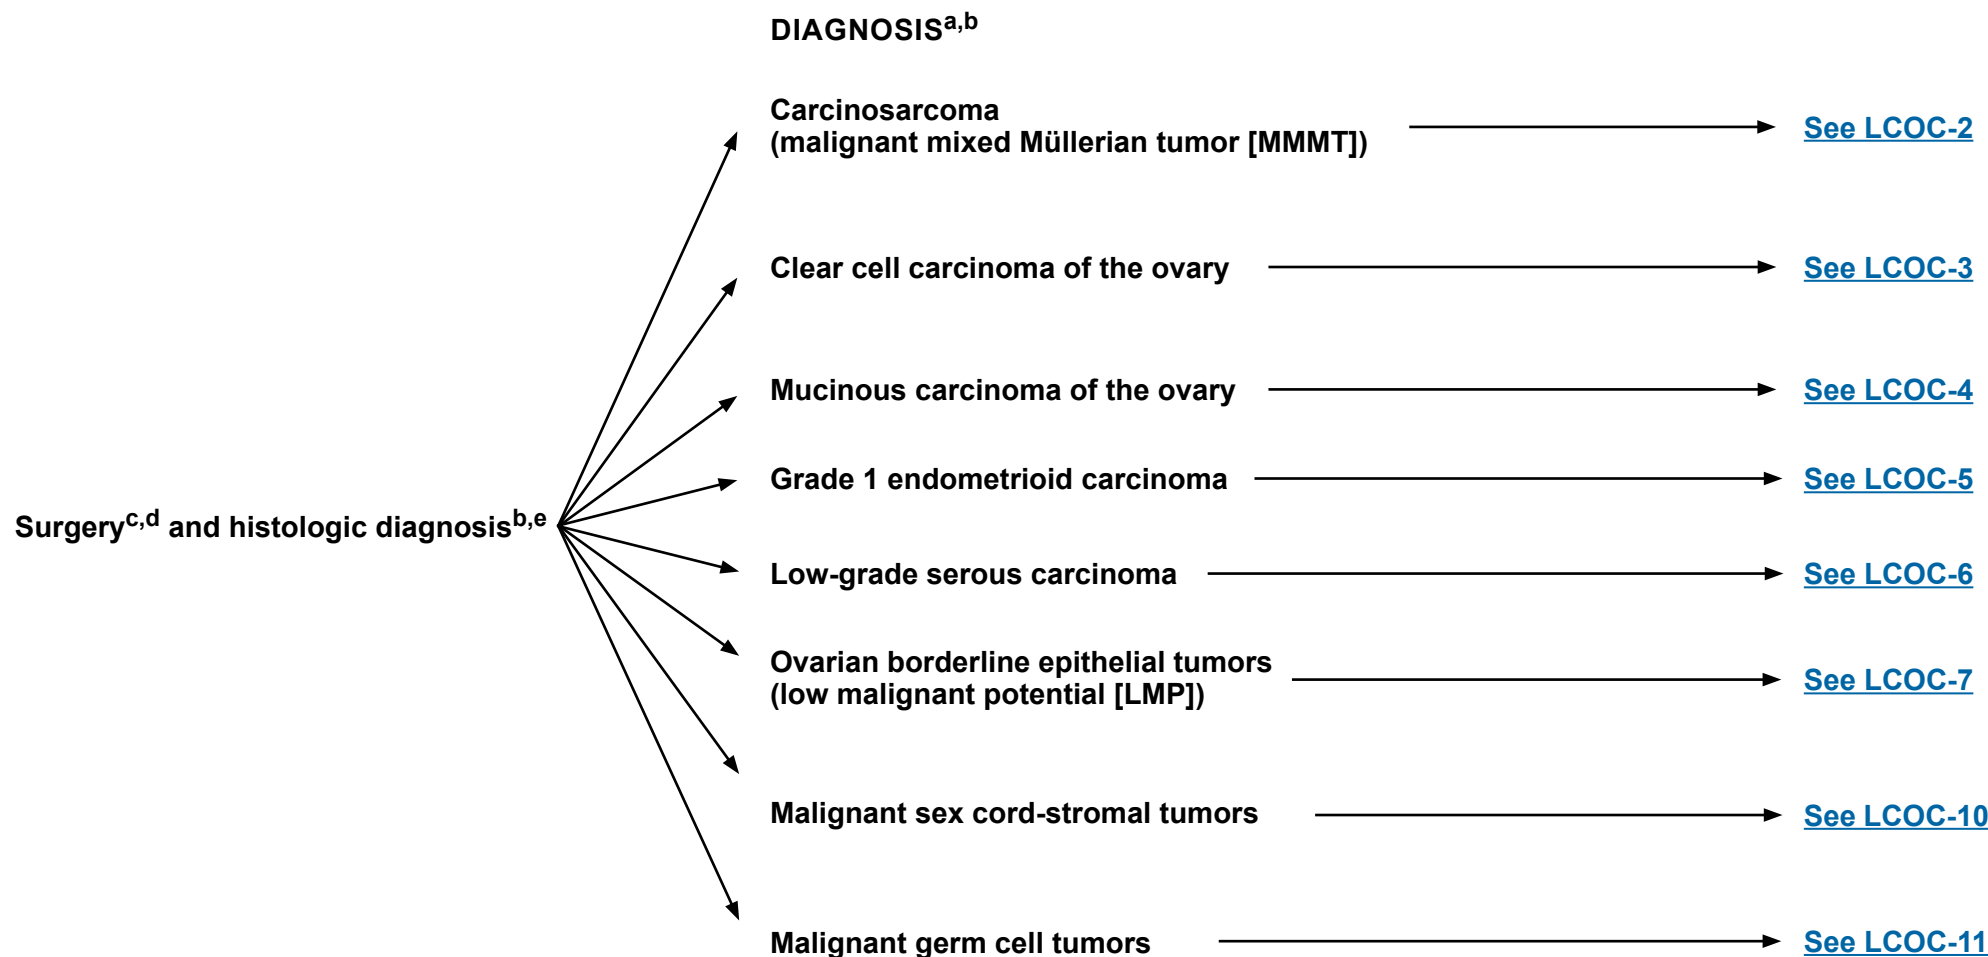 DIAGNOSISa,b
Carcinosarcoma
(malignant mixed Müllerian tumor [MMMT])
See LCOC-2
Clear cell carcinoma of the ovary
See LCOC-3
Mucinous carcinoma of the ovary
See LCOC-4
Grade 1 endometrioid carcinoma
See LCOC-5
Surgeryc,d and histologic diagnosisb,e
Low-grade serous carcinoma
See LCOC-6
Ovarian borderline epithelial tumors
(low malignant potential [LMP])
See LCOC-7
Malignant sex cord-stromal tumors
See LCOC-10
Malignant germ cell tumors
See LCOC-11